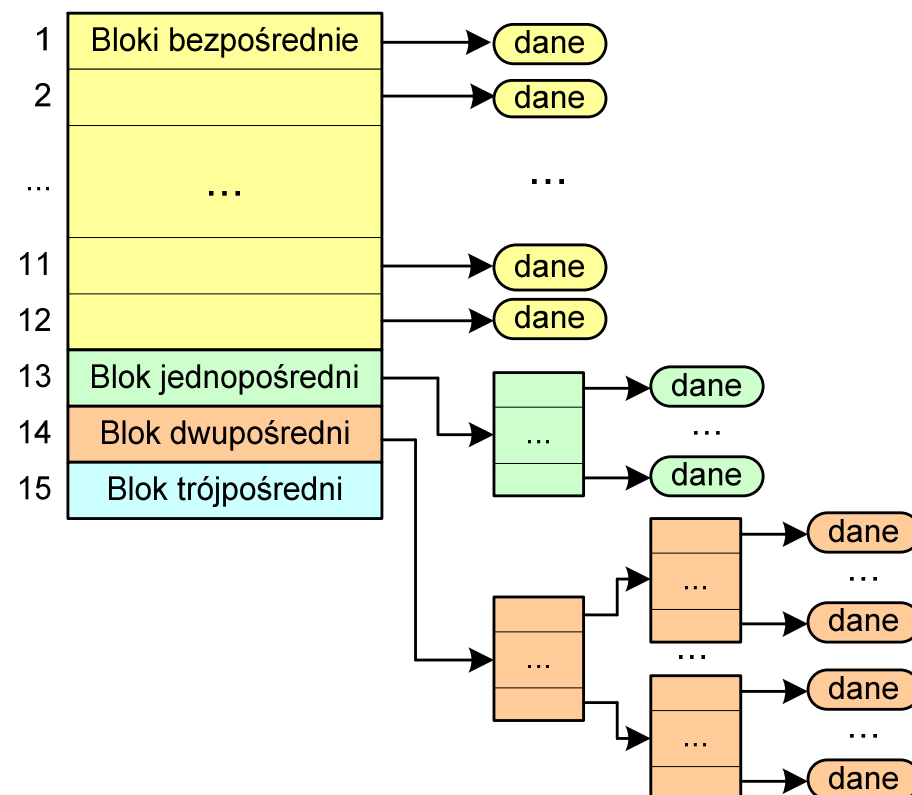 1 Bloki bezpośrednie dane
2 dane
... ... ...
11 dane
12 dane
13 Blok jednopośredni dane
... ...
14 Blok dwupośredni
dane
15 Blok trójpośredni
dane
... ...
dane
... ...
dane
... ...
dane